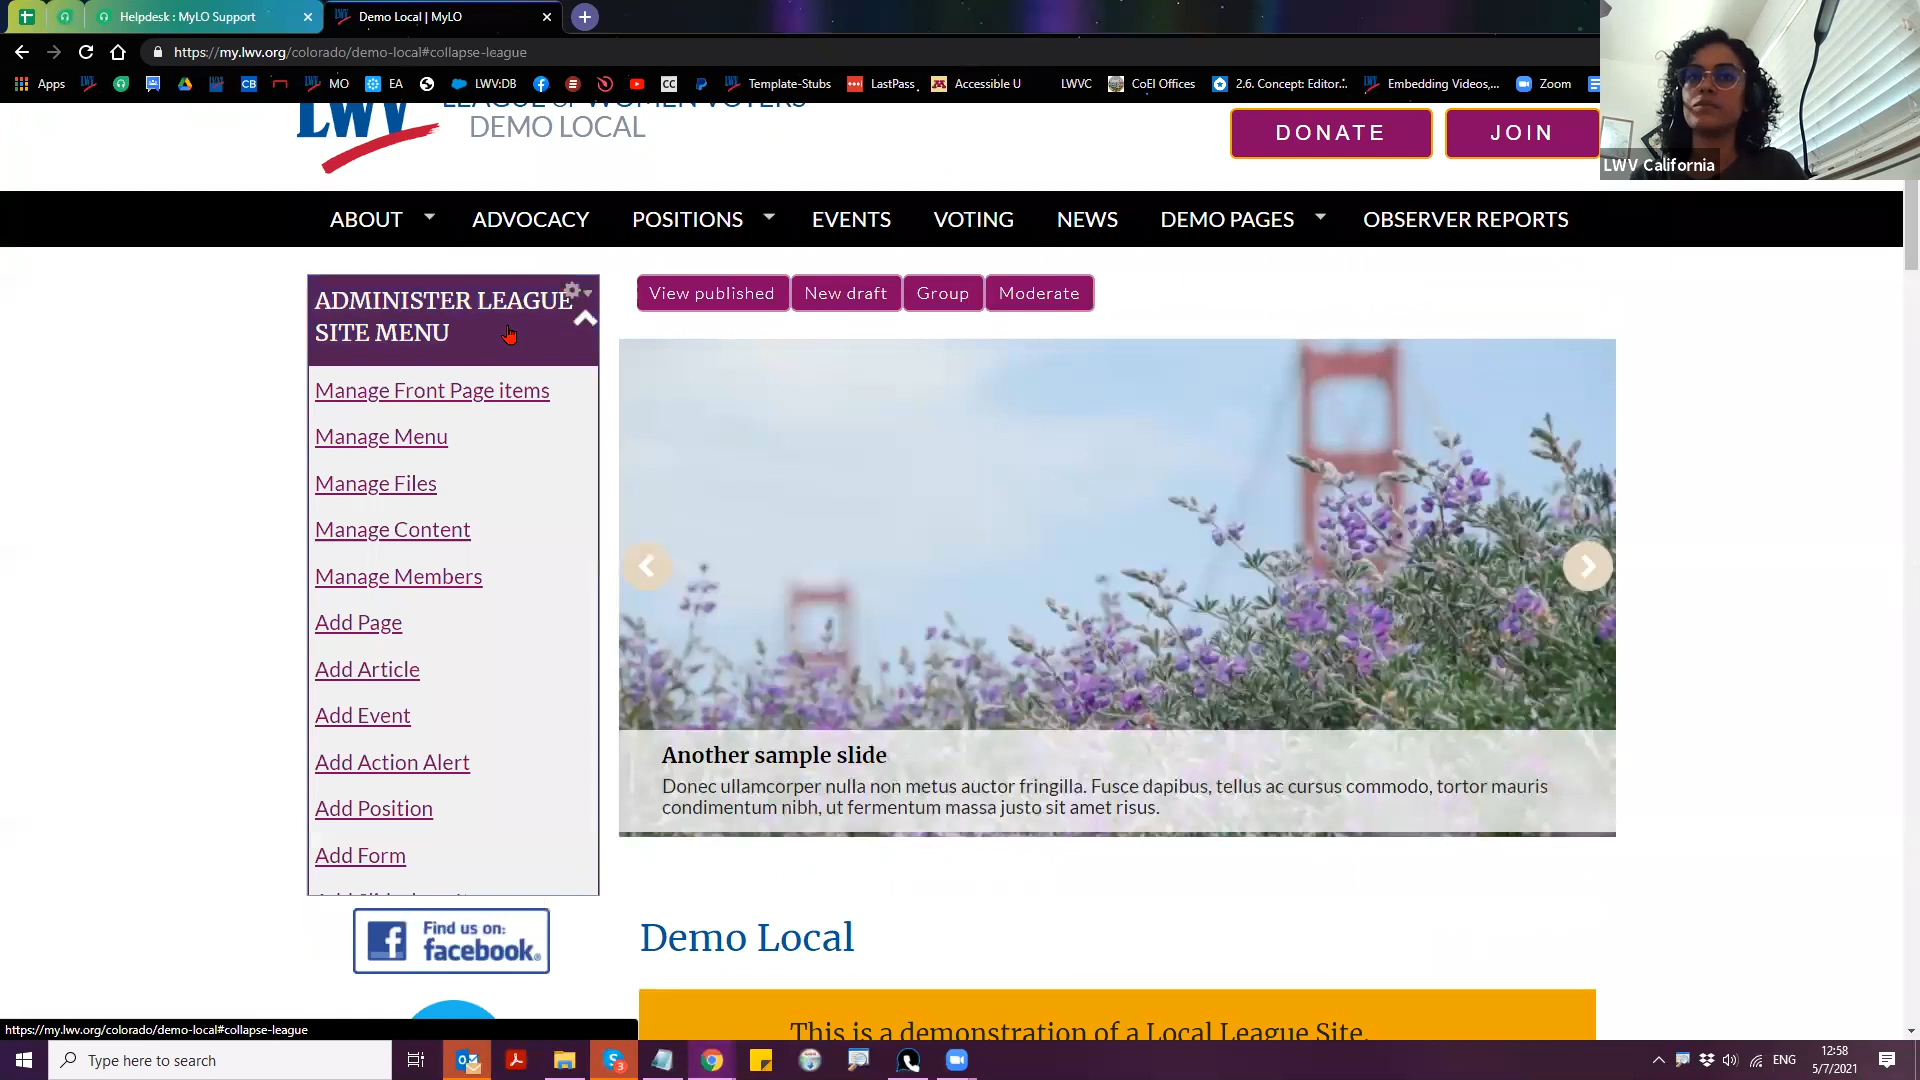 Helpdesk : MyLO Support
Demo Local | MyLO
https://my.lwv.org/colorado/demo-local#collapse-league
Apps
MO
EA
LWV:DB
CC
Template-Stubs
LastPass
Accessible U
LWVC
CoEl Offices
2.6. Concept: Editor...
Embedding Videos,...
Zoom
LWV California
LWV
LEAGUE OF WOMEN VOTERS
DEMO LOCAL
DONATE
JOIN
ABOUT
ADVOCACY
POSITIONS
EVENTS
VOTING
NEWS
DEMO PAGES
OBSERVER REPORTS
ADMINISTER LEAGUE
SITE MENU
Manage Front Page items
Manage Menu
Manage Files
Manage Content
Manage Members
Add Page
Add Article
Add Event
Add Action Alert
Add Position
Add Form
View published
New draft
Group
Moderate
Another sample slide
Donec ullamcorper nulla non metus auctor fringilla. Fusce dapibus, tellus ac cursus commodo, tortor mauris
condimentum nibh, ut fermentum massa justo sit amet risus.
Find us on:
facebook.
Demo Local
This is a demonstration of a Local League Site.
https://my.lwv.org/colorado/demo-local#collapse-league
Type here to search
ENG
12:58
5/7/2021